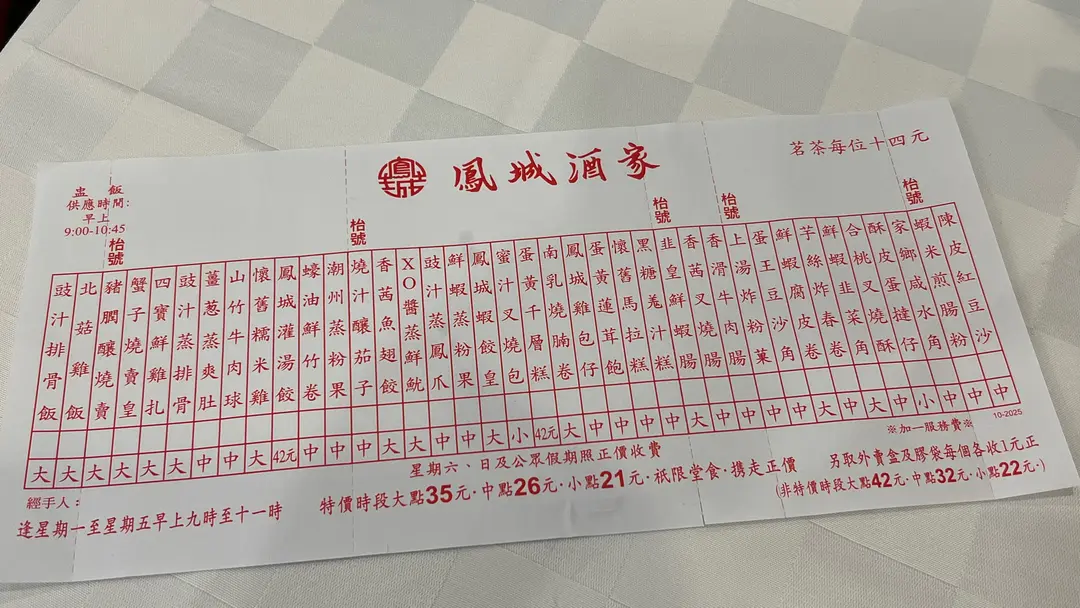 盅飯
供應時間:
早上
9:00-10:45
鳳城酒家
茗茶每位十四元
枱號
枱號
枱號
枱號
枱號
豉汁排骨飯 大
北菇雞飯 大
豬膶釀燒賣 大
蟹子燒賣皇 大
四寶鮮雞扎 大
豉汁蒸排骨 大
薑葱蒸爽肚 中
山竹牛肉球 中
懷舊糯米雞 大
鳳城灌湯餃 42元
蠔油鮮竹卷 中
潮州蒸粉果 中
燒汁釀茄子 中
香茜魚翅餃 大
XO醬蒸鮮魷 大
豉汁蒸鳳爪 中
鮮蝦蒸粉果 中
鳳城蝦餃皇 大
蜜汁叉燒包 小
蛋黃千層糕 42元
南乳燒腩卷 大
鳳城雞包仔 中
蛋黃蓮茸飽 中
懷舊馬拉糕 中
黑糖羗汁糕 中
韭皇鮮蝦腸 大
香茜叉燒腸 中
香滑牛肉腸 中
上湯炸粉菓 中
蛋王豆沙角 中
鮮蝦腐皮卷 中
芋絲炸春卷 大
鮮蝦韭菜角 中
合桃叉燒酥 大
酥皮蛋撻仔 中
家鄉咸水角 小
蝦米煎腸粉 中
陳皮紅豆沙 中
10-2025
※加一服務費※
經手人：
星期六、日及公眾假期照正價收費
另取外賣盒及膠袋每個各收1元正
逢星期一至星期五早上九時至十一時
特價時段大點35元·中點26元·小點21元·祇限堂食·携走正價
(非特價時段大點42元·中點32元·小點22元·)